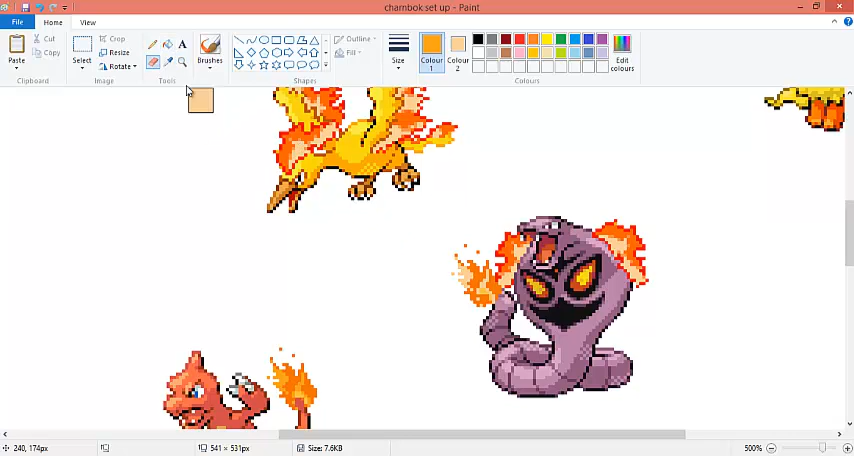 chambok set up - Paint
File
Home
View
Paste
Cut
Copy
Clipboard
Select
Crop
Resize
Rotate
Image
A
Tools
Brushes
Shapes
Outline
Fill
Size
Colour 1
Colour 2
Edit colours
Colours
240, 174px
541 × 531px
Size: 7.6KB
500%